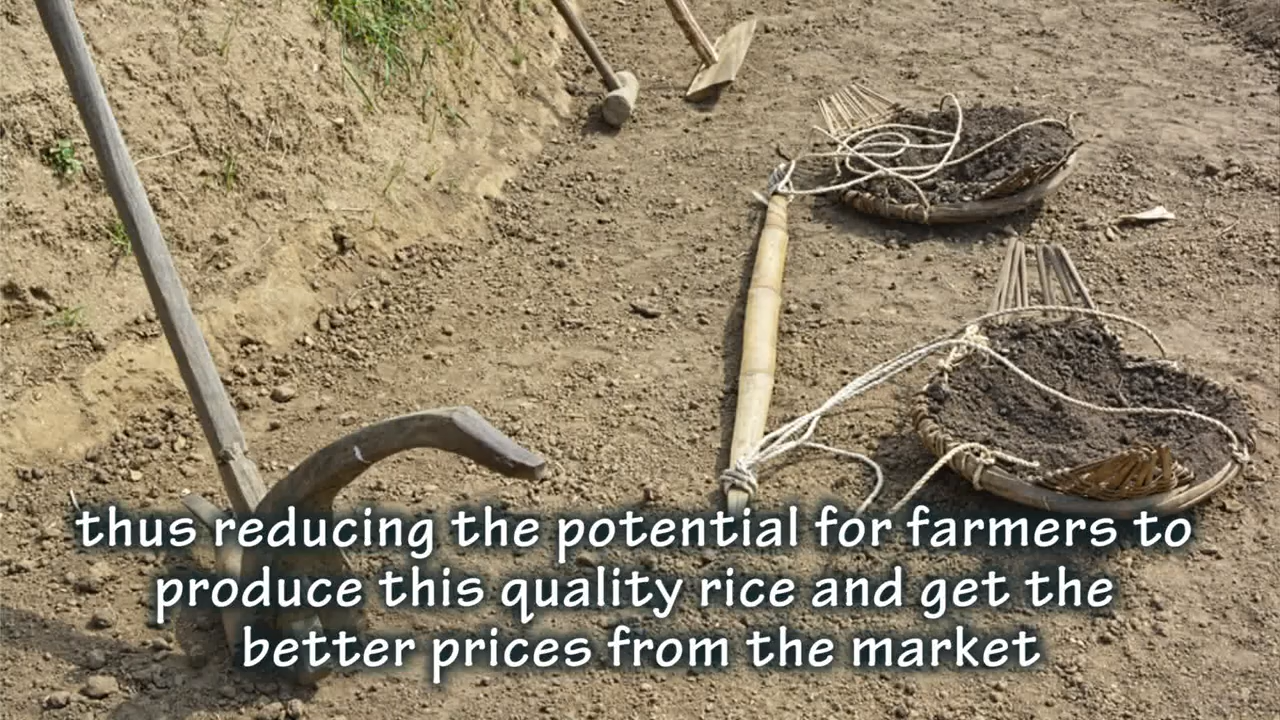 thus reducing the potential for farmers to
produce this quality rice and get the
better prices from the market